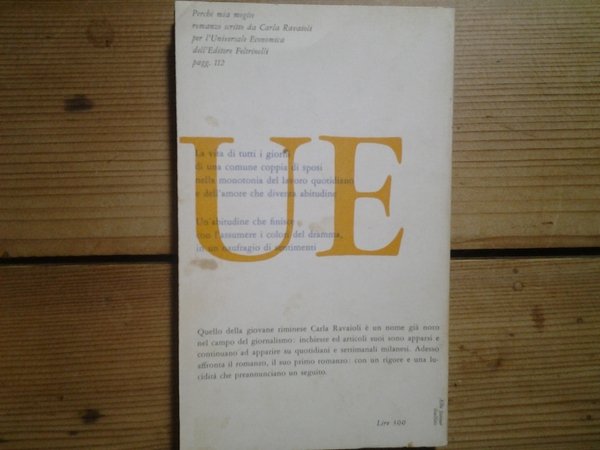 Perché mia moglie
romanzo scritto da Carla Ravaioli
per l'Universale Economica
dell'Editore Feltrinelli
pagg. 112
UE
La vita di tutti i giorni
di una comune coppia di sposi
nella monotonia del lavoro quotidiano
e dell'amore che diventa abitudine
Un'abitudine che finisce
con l'assumere i colori del dramma,
in un naufragio di sentimenti
Quello della giovane riminese Carla Ravaioli è un nome già noto
nel campo del giornalismo: inchieste ed articoli suoi sono apparsi e
continuano ad apparire su quotidiani e settimanali milanesi. Adesso
affronta il romanzo, il suo primo romanzo: con un rigore e una lu-
cidità che preannunciano un seguito.
Lire 300